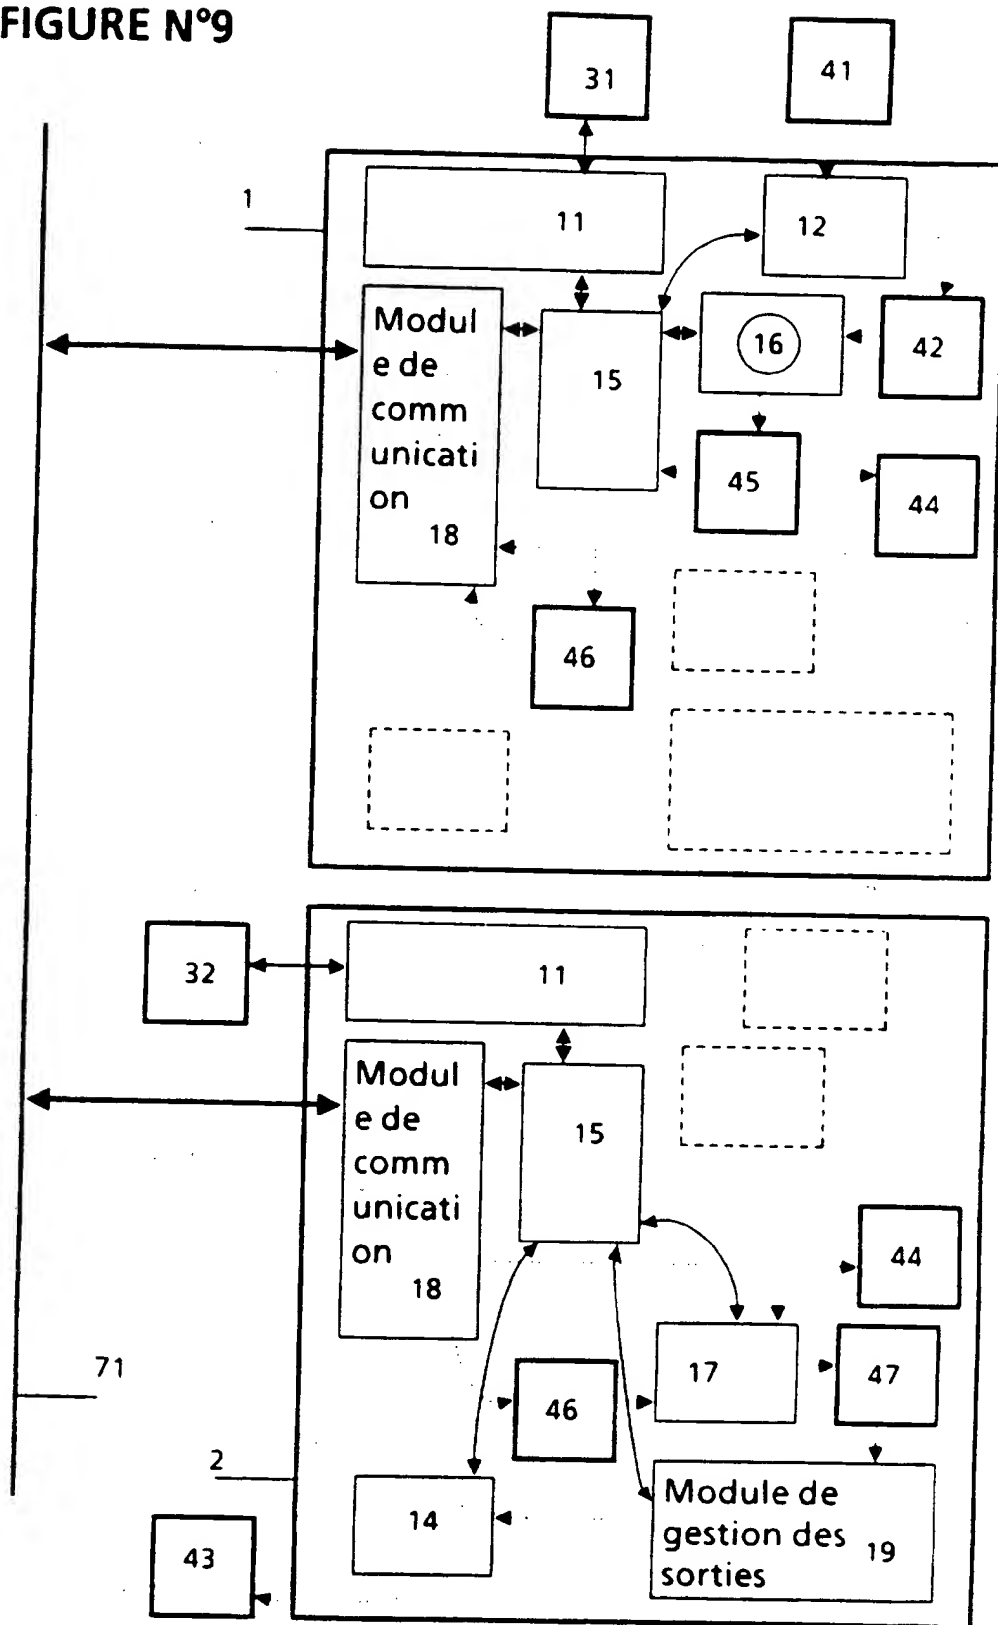 FIGURE N°9
31
41
1
11
12
Modul
e de
comm
unicati
on
18
15
16
42
45
44
46
32
11
Modul
e de
comm
unicati
on
18
15
44
71
17
47
46
2
14
Module de
gestion des
sorties
19
43